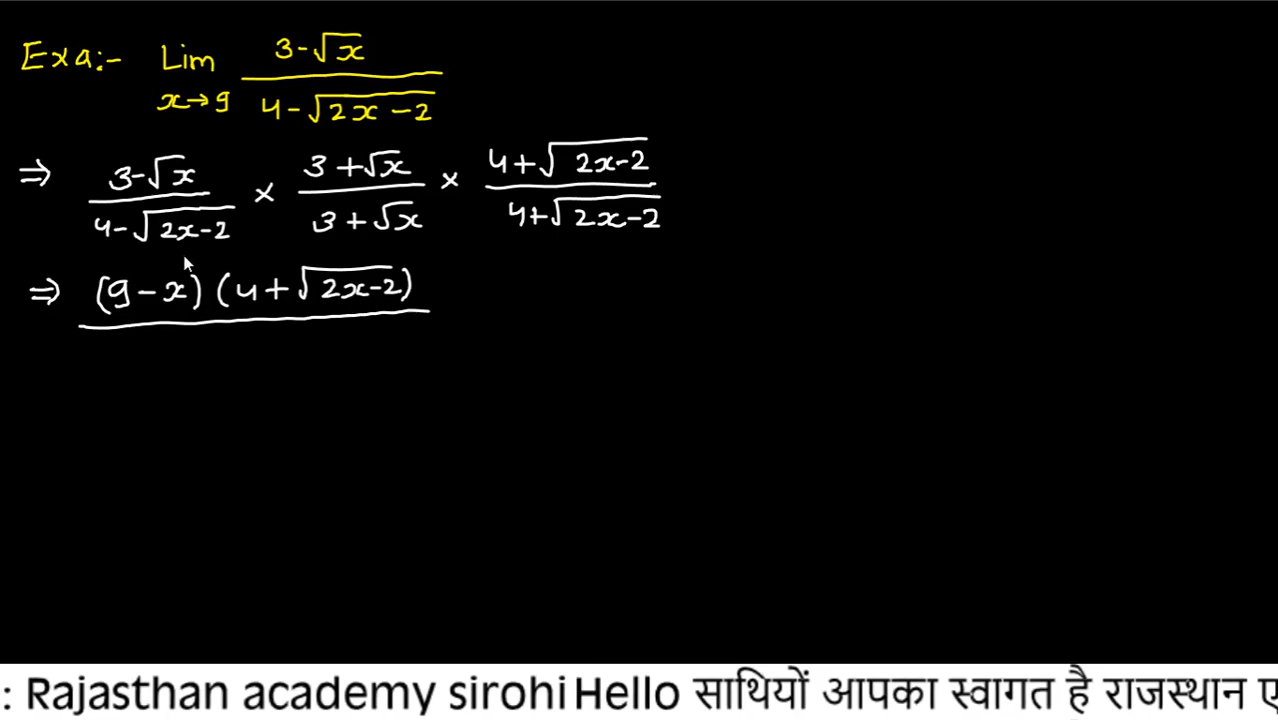 Exa:- Lim x→9 (3-√x)/(4-√(2x-2))
⇒ (3-√x)/(4-√(2x-2)) × (3+√x)/(3+√x) × (4+√(2x-2))/(4+√(2x-2))
⇒ (9-x)(4+√(2x-2))
: Rajasthan academy sirohi Hello साथियों आपका स्वागत है राजस्थान ए